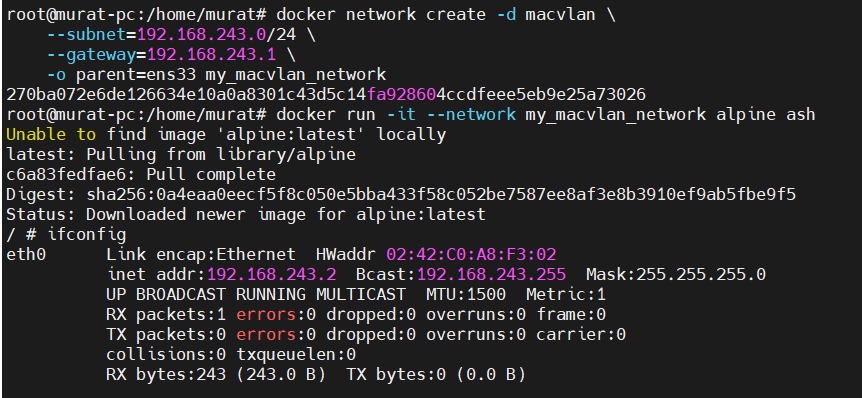 root@murat-pc:/home/murat# docker network create -d macvlan \
    --subnet=192.168.243.0/24 \
    --gateway=192.168.243.1 \
    -o parent=ens33 my_macvlan_network
270ba072e6de126634e10a0a8301c43d5c14fa928604ccdfeee5eb9e25a73026
root@murat-pc:/home/murat# docker run -it --network my_macvlan_network alpine ash
Unable to find image 'alpine:latest' locally
latest: Pulling from library/alpine
c6a83fedfae6: Pull complete
Digest: sha256:0a4eaa0eecf5f8c050e5bba433f58c052be7587ee8af3e8b3910ef9ab5fbe9f5
Status: Downloaded newer image for alpine:latest
/ # ifconfig
eth0      Link encap:Ethernet  HWaddr 02:42:C0:A8:F3:02
          inet addr:192.168.243.2  Bcast:192.168.243.255  Mask:255.255.255.0
          UP BROADCAST RUNNING MULTICAST  MTU:1500  Metric:1
          RX packets:1 errors:0 dropped:0 overruns:0 frame:0
          TX packets:0 errors:0 dropped:0 overruns:0 carrier:0
          collisions:0 txqueuelen:0
          RX bytes:243 (243.0 B)  TX bytes:0 (0.0 B)